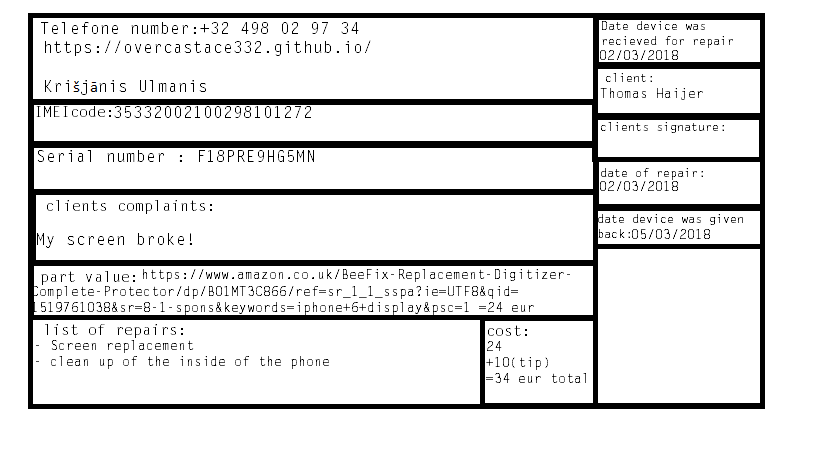 Telefone number:+32 498 02 97 34
https://overcastace332.github.io/
Krišjānis Ulmanis
IMEIcode:35332002100298101272
Serial number : F18PRE9HG5MN
clients complaints:
My screen broke!
part value:https://www.amazon.co.uk/BeeFix-Replacement-Digitizer-
Complete-Protector/dp/B01MT3C866/ref=sr_1_1_sspa?ie=UTF8&qid=
1519761038&sr=8-1-spons&keywords=iphone+6+display&psc=1 =24 eur
list of repairs:
- Screen replacement
- clean up of the inside of the phone
cost:
24
+10(tip)
=34 eur total
Date device was
recieved for repair
02/03/2018
client:
Thomas Haijer
clients signature:
date of repair:
02/03/2018
date device was given
back:05/03/2018